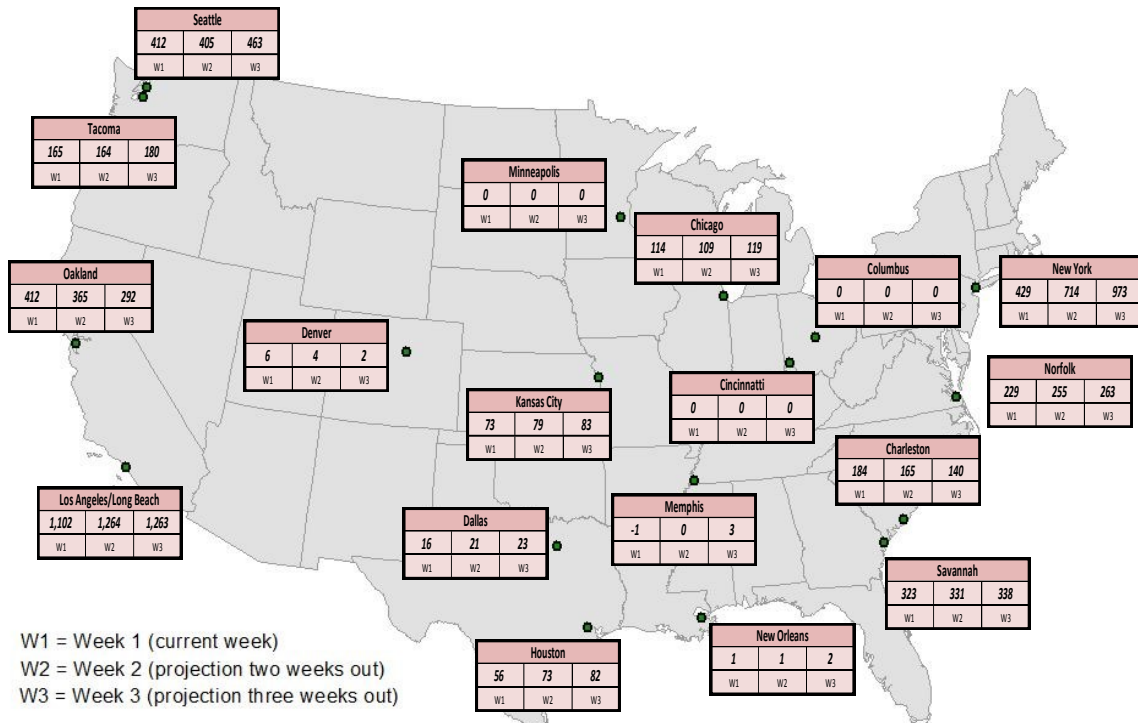 Seattle
412 405 463
W1 W2 W3
Tacoma
165 164 180
W1 W2 W3
Minneapolis
0 0 0
W1 W2 W3
Chicago
114 109 119
W1 W2 W3
Oakland
412 365 292
W1 W2 W3
Columbus
0 0 0
W1 W2 W3
New York
429 714 973
W1 W2 W3
Denver
6 4 2
W1 W2 W3
Norfolk
229 255 263
W1 W2 W3
Cincinnatti
0 0 0
W1 W2 W3
Kansas City
73 79 83
W1 W2 W3
Charleston
184 165 140
W1 W2 W3
Los Angeles/Long Beach
1,102 1,264 1,263
W1 W2 W3
Memphis
-1 0 3
W1 W2 W3
Dallas
16 21 23
W1 W2 W3
Savannah
323 331 338
W1 W2 W3
New Orleans
1 1 2
W1 W2 W3
Houston
56 73 82
W1 W2 W3
W1 = Week 1 (current week)
W2 = Week 2 (projection two weeks out)
W3 = Week 3 (projection three weeks out)